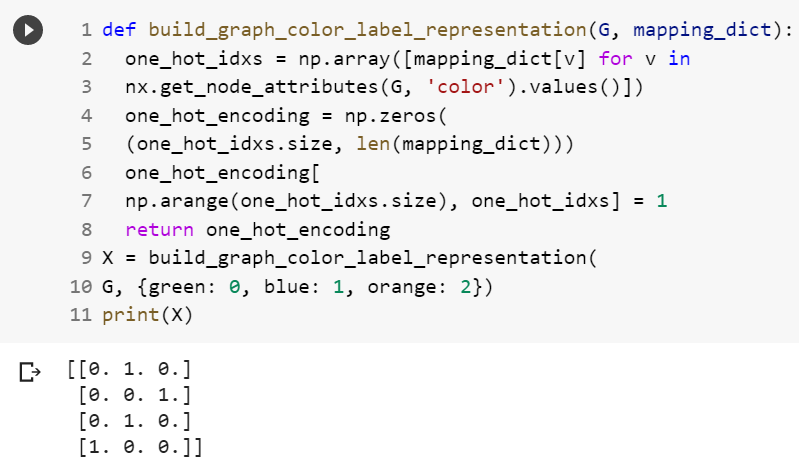 1 def build_graph_color_label_representation(G, mapping_dict):
2   one_hot_idxs = np.array([mapping_dict[v] for v in
3   nx.get_node_attributes(G, 'color').values()])
4   one_hot_encoding = np.zeros(
5   (one_hot_idxs.size, len(mapping_dict)))
6   one_hot_encoding[
7   np.arange(one_hot_idxs.size), one_hot_idxs] = 1
8   return one_hot_encoding
9 X = build_graph_color_label_representation(
10 G, {green: 0, blue: 1, orange: 2})
11 print(X)
[[0. 1. 0.]
 [0. 0. 1.]
 [0. 1. 0.]
 [1. 0. 0.]]